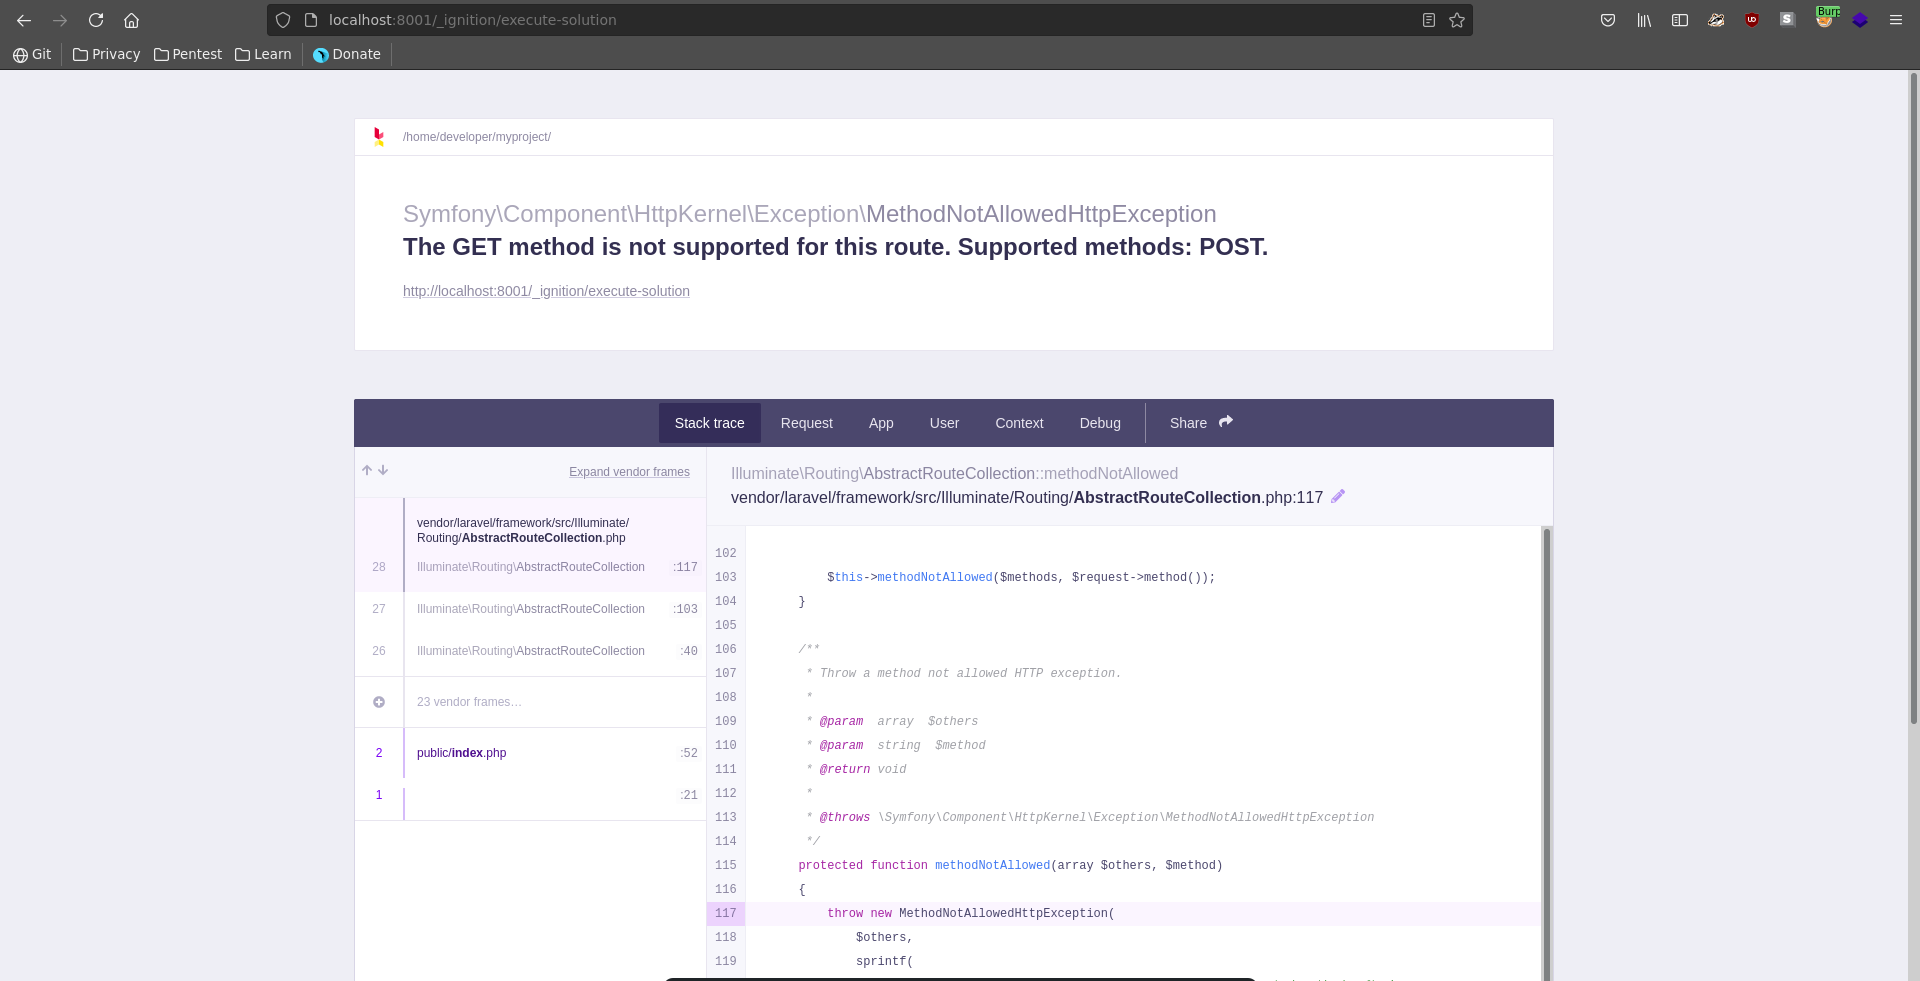 localhost:8001/_ignition/execute-solution
Burp
Git Privacy Pentest Learn Donate
/home/developer/myproject/
Symfony\Component\HttpKernel\Exception\MethodNotAllowedHttpException
The GET method is not supported for this route. Supported methods: POST.
http://localhost:8001/_ignition/execute-solution
Stack trace Request App User Context Debug Share
Expand vendor frames
vendor/laravel/framework/src/Illuminate/
Routing/AbstractRouteCollection.php
28 Illuminate\Routing\AbstractRouteCollection :117
27 Illuminate\Routing\AbstractRouteCollection :103
26 Illuminate\Routing\AbstractRouteCollection :40
23 vendor frames…
2 public/index.php :52
1 :21
Illuminate\Routing\AbstractRouteCollection::methodNotAllowed
vendor/laravel/framework/src/Illuminate/Routing/AbstractRouteCollection.php:117
102
103 $this->methodNotAllowed($methods, $request->method());
104 }
105
106 /**
107 * Throw a method not allowed HTTP exception.
108 *
109 * @param  array  $others
110 * @param  string  $method
111 * @return void
112 *
113 * @throws \Symfony\Component\HttpKernel\Exception\MethodNotAllowedHttpException
114 */
115 protected function methodNotAllowed(array $others, $method)
116 {
117 throw new MethodNotAllowedHttpException(
118 $others,
119 sprintf(